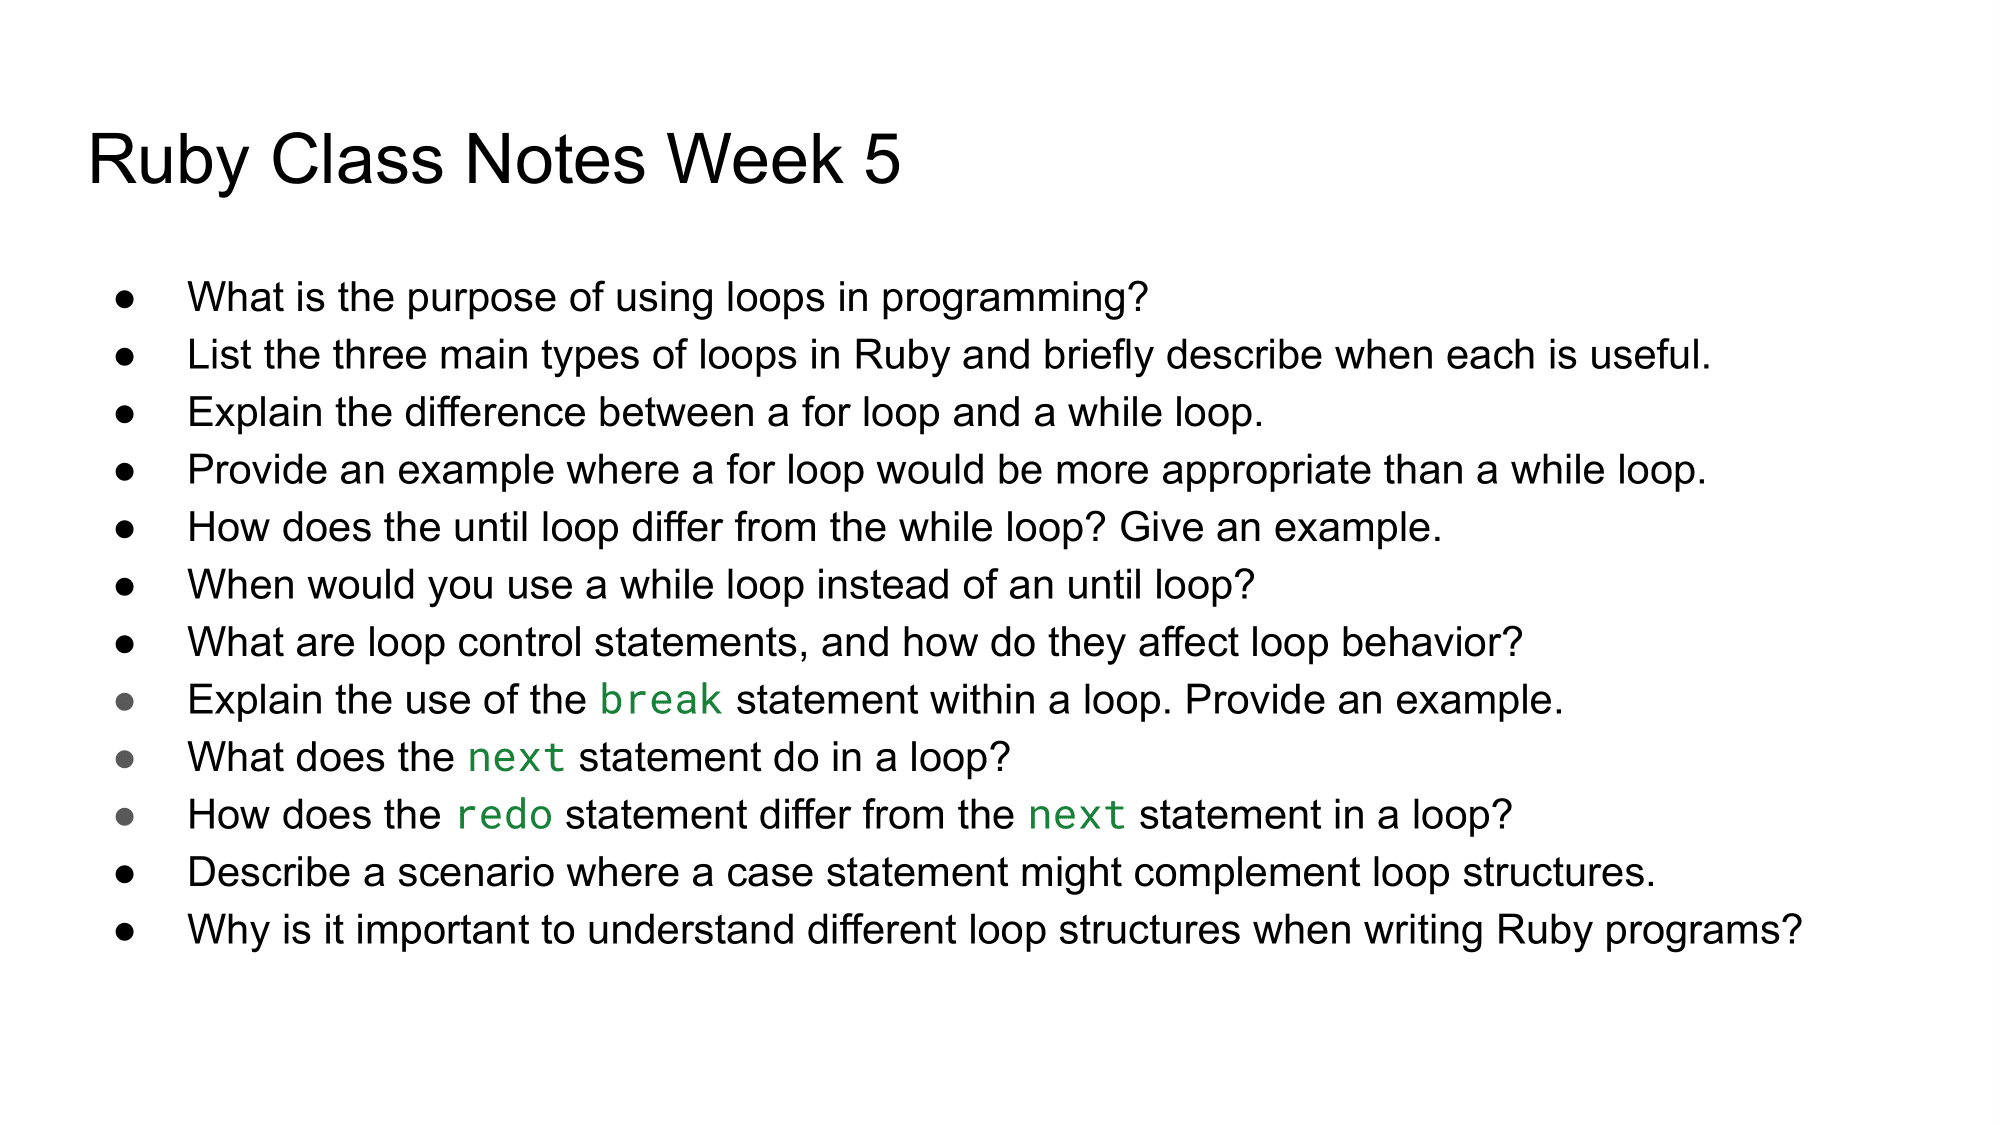 Ruby Class Notes Week 5
● What is the purpose of using loops in programming?
● List the three main types of loops in Ruby and briefly describe when each is useful.
● Explain the difference between a for loop and a while loop.
● Provide an example where a for loop would be more appropriate than a while loop.
● How does the until loop differ from the while loop? Give an example.
● When would you use a while loop instead of an until loop?
● What are loop control statements, and how do they affect loop behavior?
● Explain the use of the break statement within a loop. Provide an example.
● What does the next statement do in a loop?
● How does the redo statement differ from the next statement in a loop?
● Describe a scenario where a case statement might complement loop structures.
● Why is it important to understand different loop structures when writing Ruby programs?